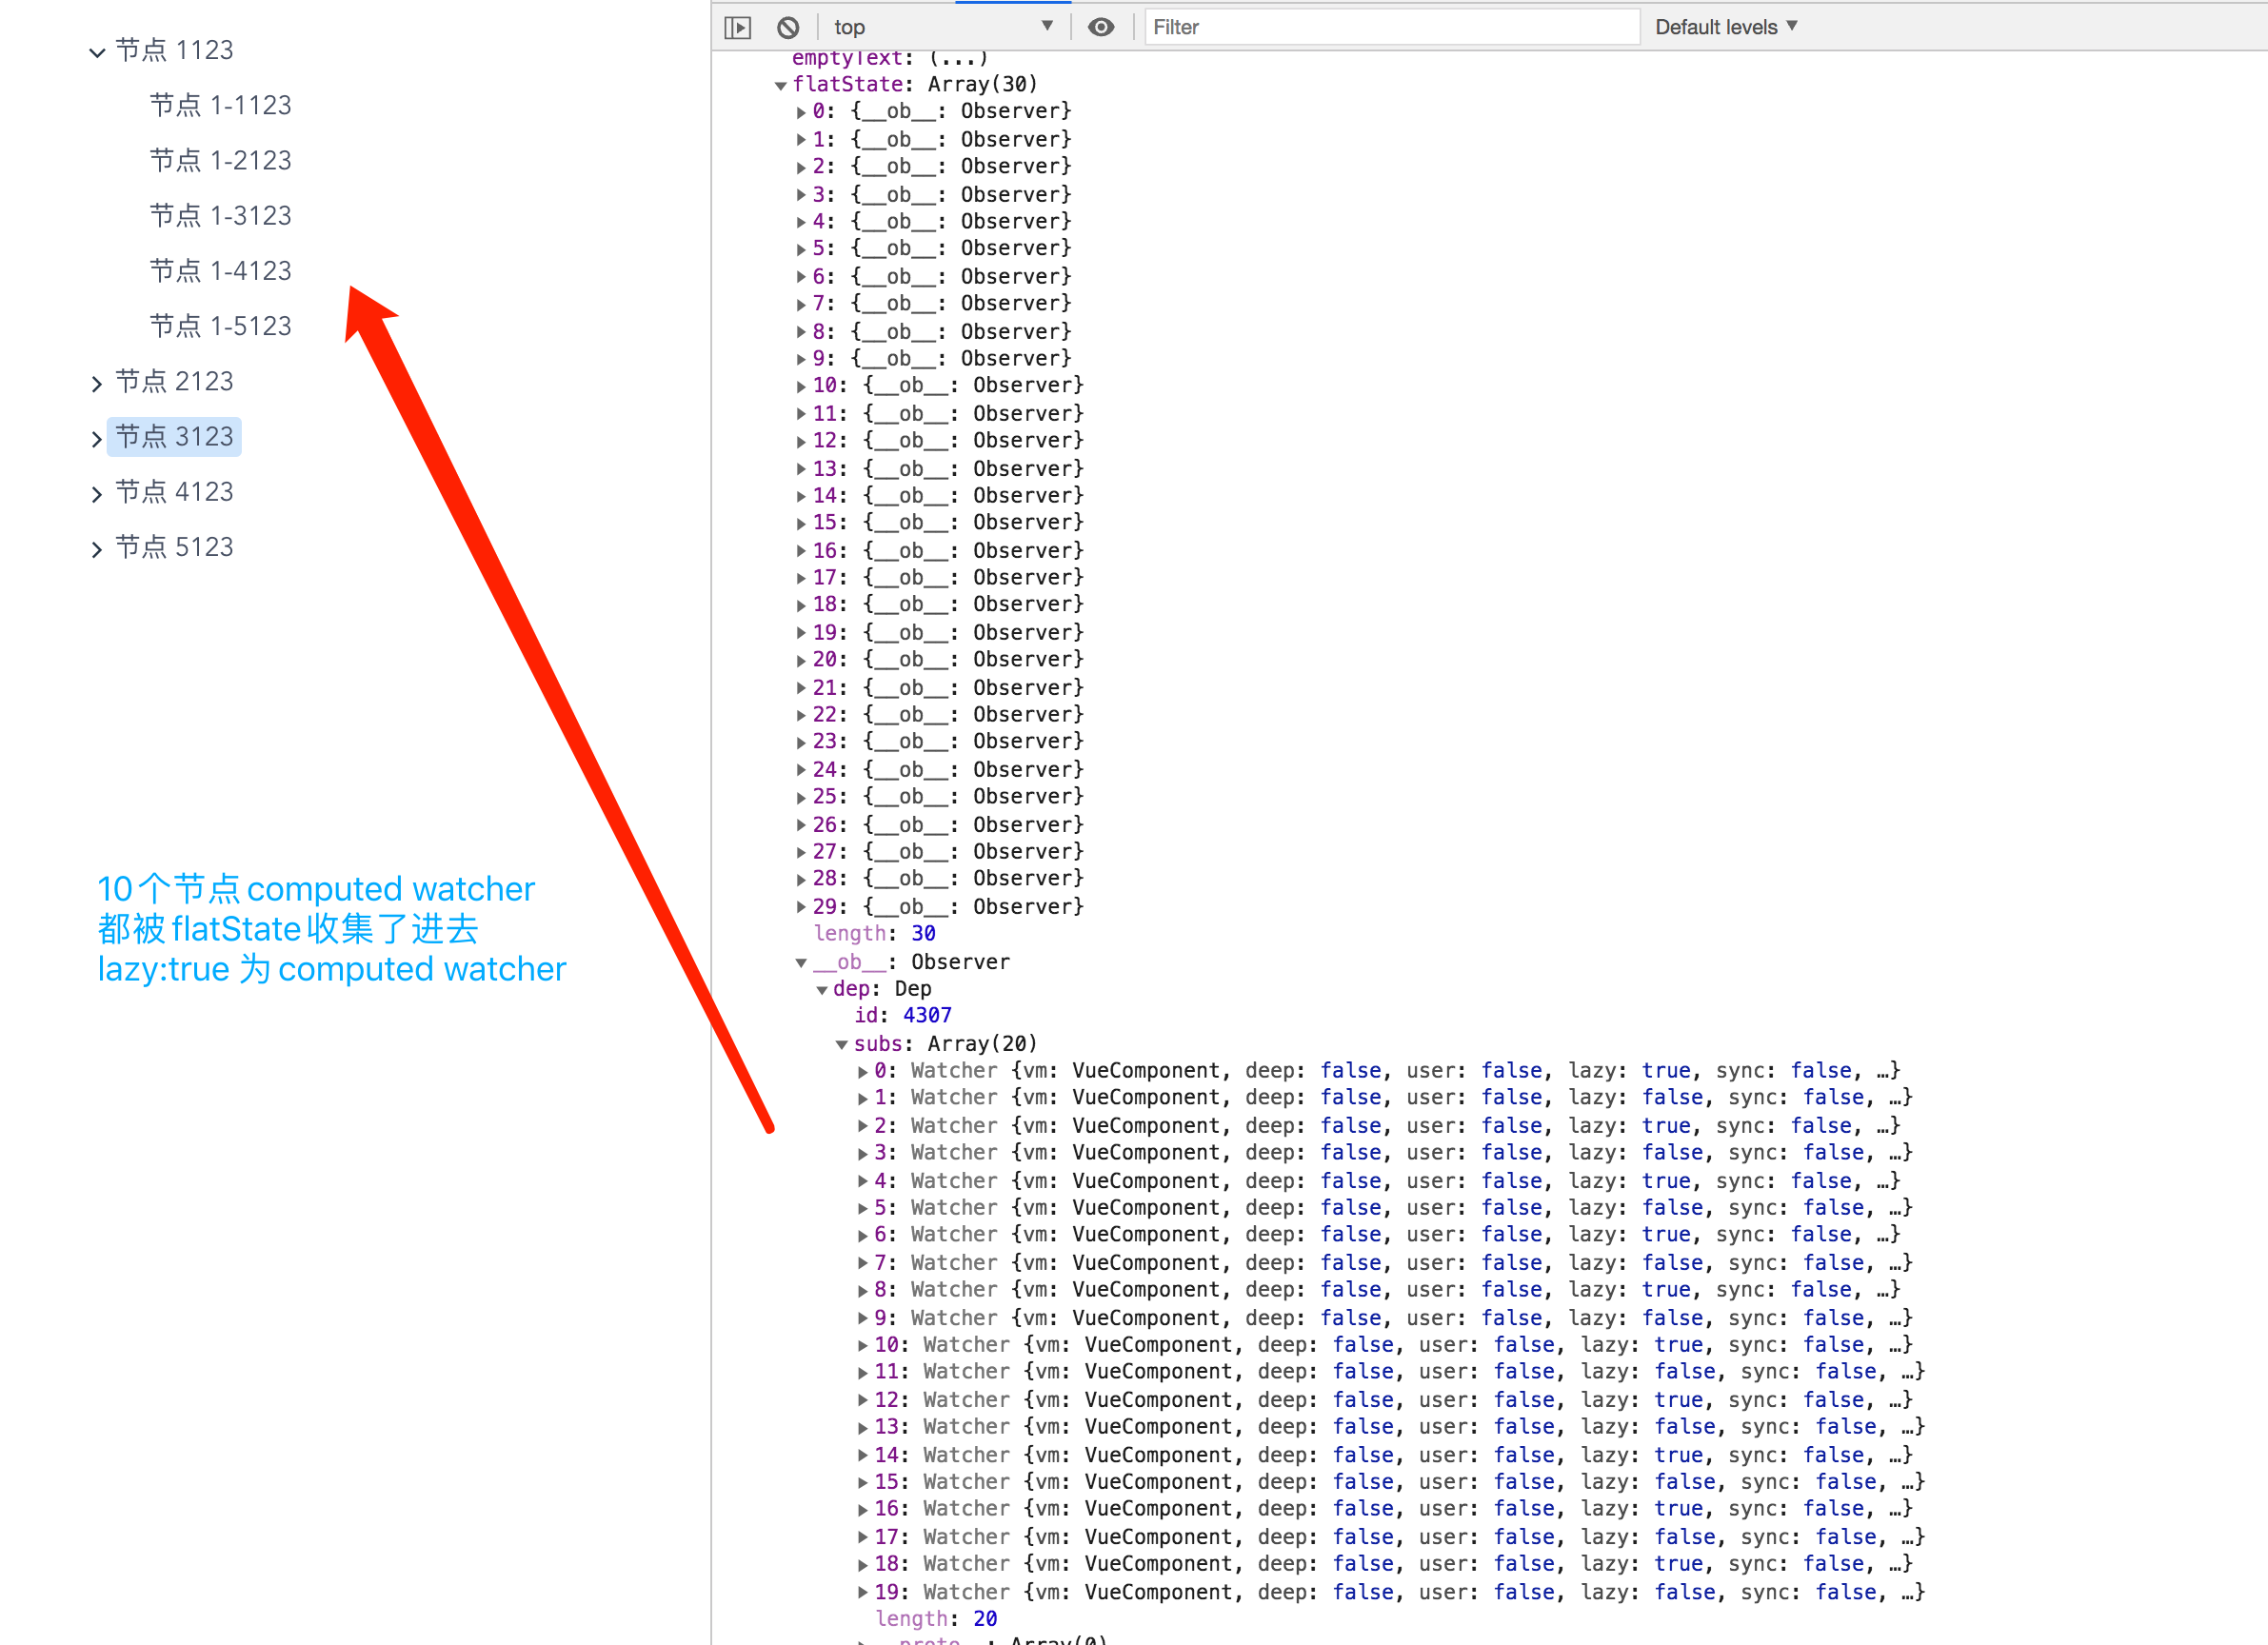 节点 1123
节点 1-1123
节点 1-2123
节点 1-3123
节点 1-4123
节点 1-5123
节点 2123
节点 3123
节点 4123
节点 5123
10个节点computed watcher
都被flatState收集了进去
lazy:true 为 computed watcher
top
Filter
Default levels
emptyText: (...)
flatState: Array(30)
0: {__ob__: Observer}
1: {__ob__: Observer}
2: {__ob__: Observer}
3: {__ob__: Observer}
4: {__ob__: Observer}
5: {__ob__: Observer}
6: {__ob__: Observer}
7: {__ob__: Observer}
8: {__ob__: Observer}
9: {__ob__: Observer}
10: {__ob__: Observer}
11: {__ob__: Observer}
12: {__ob__: Observer}
13: {__ob__: Observer}
14: {__ob__: Observer}
15: {__ob__: Observer}
16: {__ob__: Observer}
17: {__ob__: Observer}
18: {__ob__: Observer}
19: {__ob__: Observer}
20: {__ob__: Observer}
21: {__ob__: Observer}
22: {__ob__: Observer}
23: {__ob__: Observer}
24: {__ob__: Observer}
25: {__ob__: Observer}
26: {__ob__: Observer}
27: {__ob__: Observer}
28: {__ob__: Observer}
29: {__ob__: Observer}
length: 30
__ob__: Observer
dep: Dep
id: 4307
subs: Array(20)
0: Watcher {vm: VueComponent, deep: false, user: false, lazy: true, sync: false, …}
1: Watcher {vm: VueComponent, deep: false, user: false, lazy: false, sync: false, …}
2: Watcher {vm: VueComponent, deep: false, user: false, lazy: true, sync: false, …}
3: Watcher {vm: VueComponent, deep: false, user: false, lazy: false, sync: false, …}
4: Watcher {vm: VueComponent, deep: false, user: false, lazy: true, sync: false, …}
5: Watcher {vm: VueComponent, deep: false, user: false, lazy: false, sync: false, …}
6: Watcher {vm: VueComponent, deep: false, user: false, lazy: true, sync: false, …}
7: Watcher {vm: VueComponent, deep: false, user: false, lazy: false, sync: false, …}
8: Watcher {vm: VueComponent, deep: false, user: false, lazy: true, sync: false, …}
9: Watcher {vm: VueComponent, deep: false, user: false, lazy: false, sync: false, …}
10: Watcher {vm: VueComponent, deep: false, user: false, lazy: true, sync: false, …}
11: Watcher {vm: VueComponent, deep: false, user: false, lazy: false, sync: false, …}
12: Watcher {vm: VueComponent, deep: false, user: false, lazy: true, sync: false, …}
13: Watcher {vm: VueComponent, deep: false, user: false, lazy: false, sync: false, …}
14: Watcher {vm: VueComponent, deep: false, user: false, lazy: true, sync: false, …}
15: Watcher {vm: VueComponent, deep: false, user: false, lazy: false, sync: false, …}
16: Watcher {vm: VueComponent, deep: false, user: false, lazy: true, sync: false, …}
17: Watcher {vm: VueComponent, deep: false, user: false, lazy: false, sync: false, …}
18: Watcher {vm: VueComponent, deep: false, user: false, lazy: true, sync: false, …}
19: Watcher {vm: VueComponent, deep: false, user: false, lazy: false, sync: false, …}
length: 20
__proto__: Array(0)